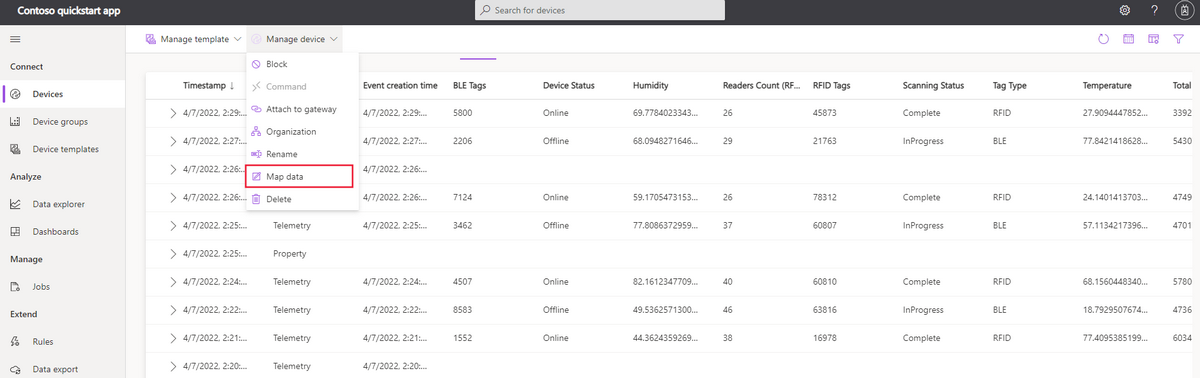 Contoso quickstart app
Search for devices
?
Manage template
Manage device
Connect
Devices
Device groups
Device templates
Analyze
Data explorer
Dashboards
Manage
Jobs
Extend
Rules
Data export
Block
Command
Attach to gateway
Organization
Rename
Map data
Delete
Timestamp ↓ Event creation time BLE Tags Device Status Humidity Readers Count (RF... RFID Tags Scanning Status Tag Type Temperature Total
4/7/2022, 2:29:... 4/7/2022, 2:29:... 5800 Online 69.7784023343... 26 45873 Complete RFID 27.9094447852... 3392
4/7/2022, 2:27:... 4/7/2022, 2:27:... 2206 Offline 68.0948271646... 29 21763 InProgress BLE 77.8421418628... 5430
4/7/2022, 2:26:... 4/7/2022, 2:26:...
4/7/2022, 2:26:... 4/7/2022, 2:26:... 7124 Online 59.1705473153... 26 78312 Complete RFID 24.1401413703... 4749
4/7/2022, 2:25:... Telemetry 4/7/2022, 2:25:... 3462 Offline 77.8086372959... 37 60807 InProgress BLE 57.1134217396... 4701
4/7/2022, 2:25:... Property
4/7/2022, 2:24:... Telemetry 4/7/2022, 2:24:... 4507 Online 82.1612347709... 40 60810 Complete RFID 68.1560448340... 5780
4/7/2022, 2:22:... Telemetry 4/7/2022, 2:22:... 8583 Offline 49.5362571300... 46 63816 InProgress BLE 18.7929507674... 4736
4/7/2022, 2:21:... Telemetry 4/7/2022, 2:21:... 1552 Online 44.3624359269... 38 16978 Complete RFID 77.4095385199... 6034
4/7/2022, 2:20:... Telemetry 4/7/2022, 2:20:...